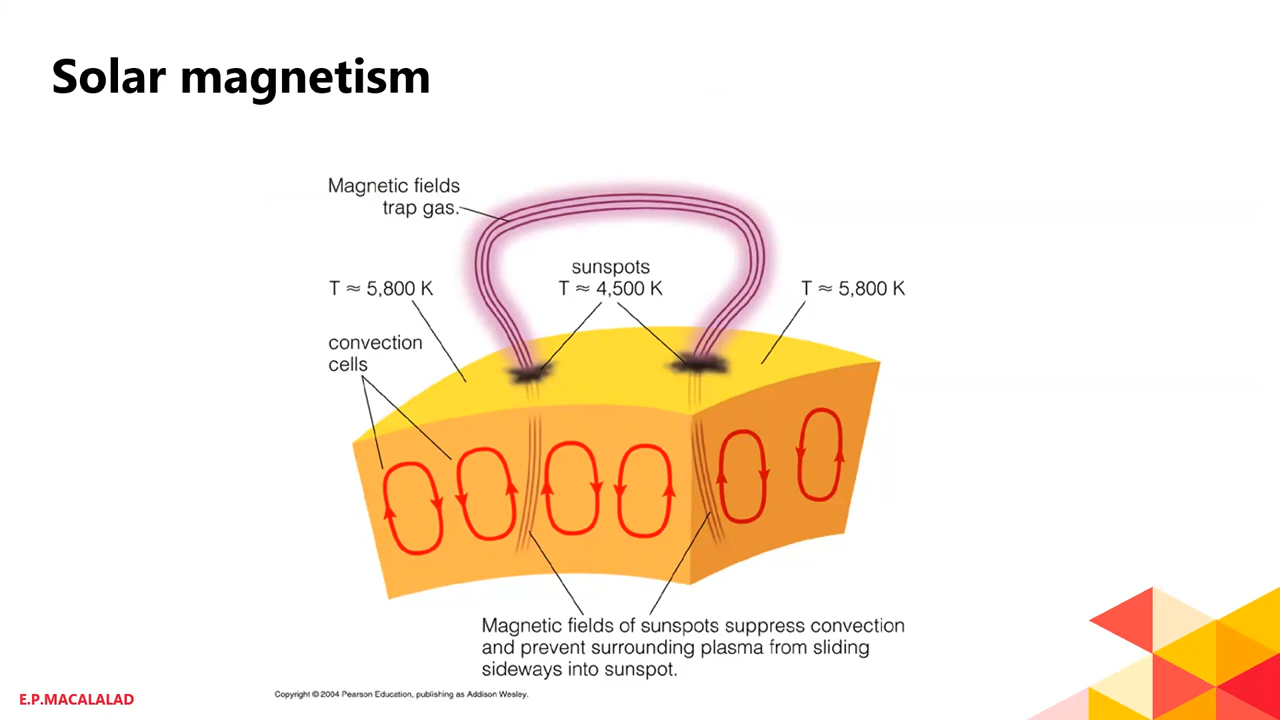 Solar magnetism
Magnetic fields
trap gas.
sunspots
T ≈ 5,800 K
T ≈ 4,500 K
T ≈ 5,800 K
convection
cells
Magnetic fields of sunspots suppress convection
and prevent surrounding plasma from sliding
sideways into sunspot.
Copyright © 2004 Pearson Education, publishing as Addison Wesley.
E.P.MACALALAD